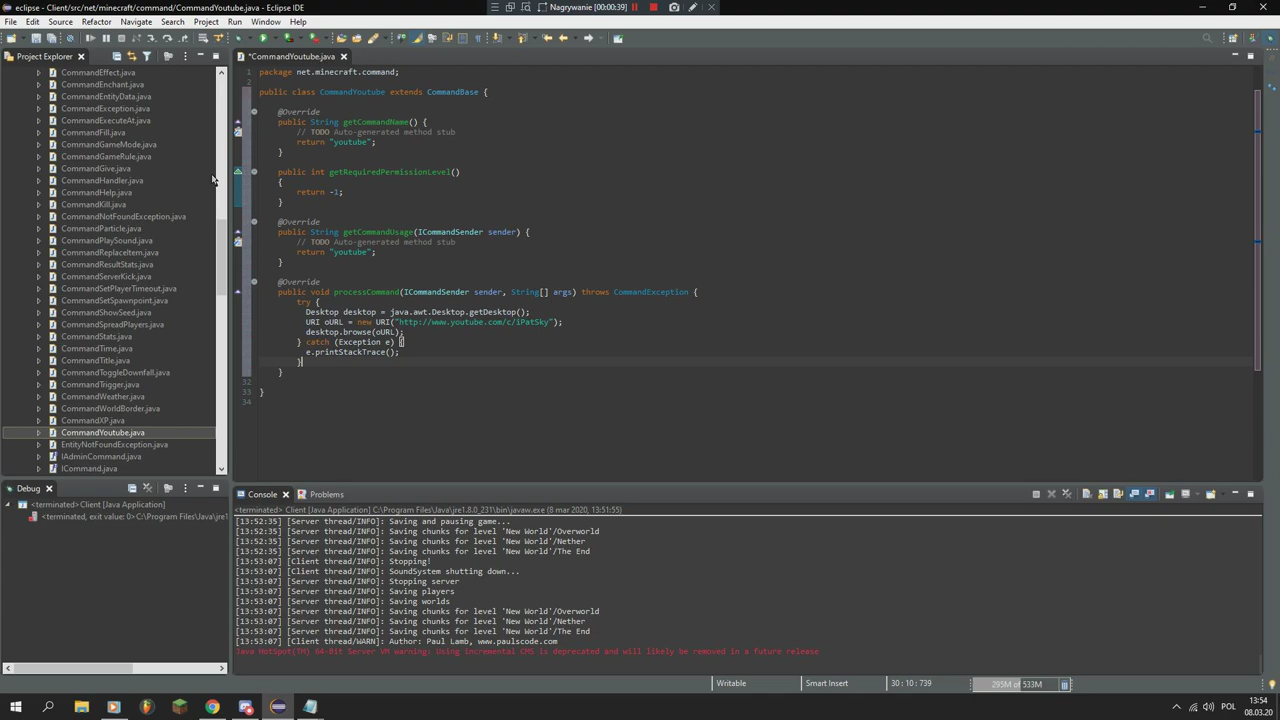 eclipse - Client/src/net/minecraft/command/CommandYoutube.java - Eclipse IDE
Nagrywanie [00:00:39]
File Edit Source Refactor Navigate Search Project Run Window Help
Project Explorer
CommandEffect.java
CommandEnchant.java
CommandEntityData.java
CommandException.java
CommandExecuteAt.java
CommandFill.java
CommandGameMode.java
CommandGameRule.java
CommandGive.java
CommandHandler.java
CommandHelp.java
CommandKill.java
CommandNotFoundException.java
CommandParticle.java
CommandPlaySound.java
CommandReplaceItem.java
CommandResultStats.java
CommandServerKick.java
CommandSetPlayerTimeout.java
CommandSetSpawnpoint.java
CommandShowSeed.java
CommandSpreadPlayers.java
CommandStats.java
CommandTime.java
CommandTitle.java
CommandToggleDownfall.java
CommandTrigger.java
CommandWeather.java
CommandWorldBorder.java
CommandXP.java
CommandYoutube.java
EntityNotFoundException.java
IAdminCommand.java
ICommand.java
*CommandYoutube.java
1 package net.minecraft.command;
2
public class CommandYoutube extends CommandBase {
@Override
public String getCommandName() {
// TODO Auto-generated method stub
return "youtube";
}
public int getRequiredPermissionLevel()
{
return -1;
}
@Override
public String getCommandUsage(ICommandSender sender) {
// TODO Auto-generated method stub
return "youtube";
}
@Override
public void processCommand(ICommandSender sender, String[] args) throws CommandException {
try {
Desktop desktop = java.awt.Desktop.getDesktop();
URI oURL = new URI("http://www.youtube.com/c/iPatSky");
desktop.browse(oURL);
} catch (Exception e) {
e.printStackTrace();
}
}
32
33 }
34
Debug
<terminated>Client [Java Application]
<terminated, exit value: 0>C:\Program Files\Java\jre1
Console Problems
<terminated> Client [Java Application] C:\Program Files\Java\jre1.8.0_231\bin\javaw.exe (8 mar 2020, 13:51:55)
[13:52:35] [Server thread/INFO]: Saving and pausing game...
[13:52:35] [Server thread/INFO]: Saving chunks for level 'New World'/Overworld
[13:52:35] [Server thread/INFO]: Saving chunks for level 'New World'/Nether
[13:52:35] [Server thread/INFO]: Saving chunks for level 'New World'/The End
[13:53:07] [Client thread/INFO]: Stopping!
[13:53:07] [Client thread/INFO]: SoundSystem shutting down...
[13:53:07] [Server thread/INFO]: Stopping server
[13:53:07] [Server thread/INFO]: Saving players
[13:53:07] [Server thread/INFO]: Saving worlds
[13:53:07] [Server thread/INFO]: Saving chunks for level 'New World'/Overworld
[13:53:07] [Server thread/INFO]: Saving chunks for level 'New World'/Nether
[13:53:07] [Server thread/INFO]: Saving chunks for level 'New World'/The End
[13:53:07] [Client thread/WARN]: Author: Paul Lamb, www.paulscode.com
Java HotSpot(TM) 64-Bit Server VM warning: Using incremental CMS is deprecated and will likely be removed in a future release
Writable Smart Insert 30 : 10 : 739 295M of 533M
POL 13:54
08.03.20